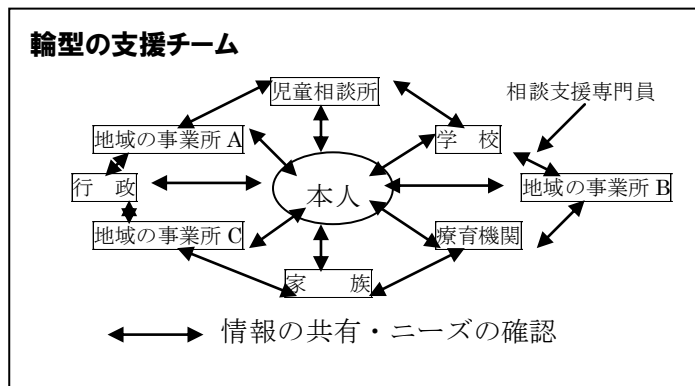 輪型の支援チーム
児童相談所
相談支援専門員
地域の事業所 A
学　校
行　政
本人
地域の事業所 B
地域の事業所 C
療育機関
家　　族
情報の共有・ニーズの確認